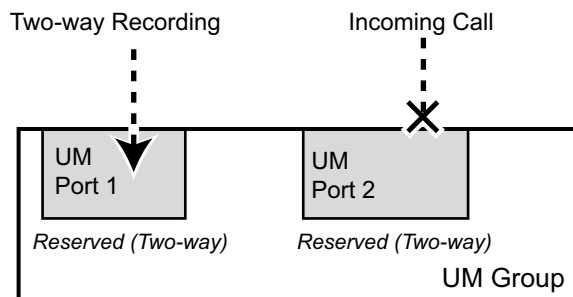 Two-way Recording
Incoming Call
UM
Port 1
UM
Port 2
Reserved (Two-way)
Reserved (Two-way)
UM Group